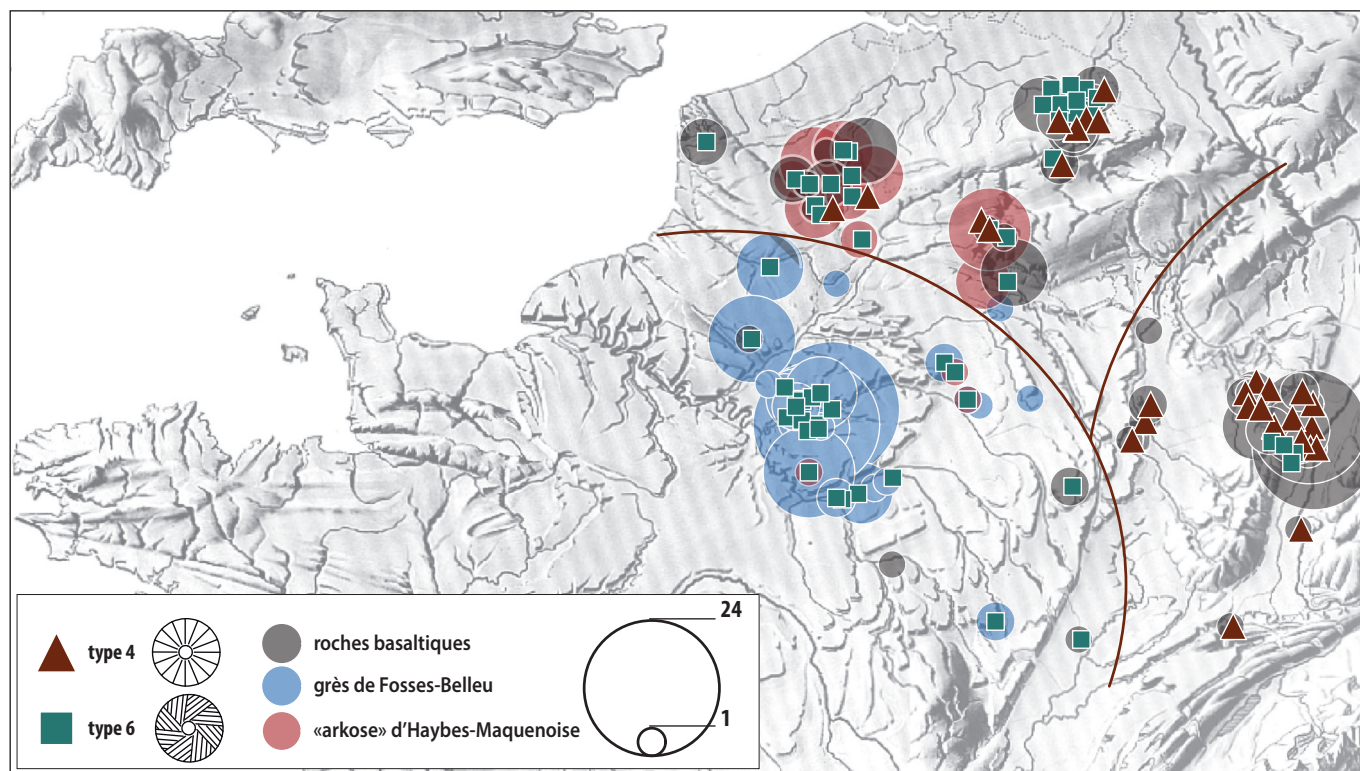 24
1
type 4
type 6
roches basaltiques
grès de Fosses-Belleu
«arkose» d'Haybes-Maquenoise